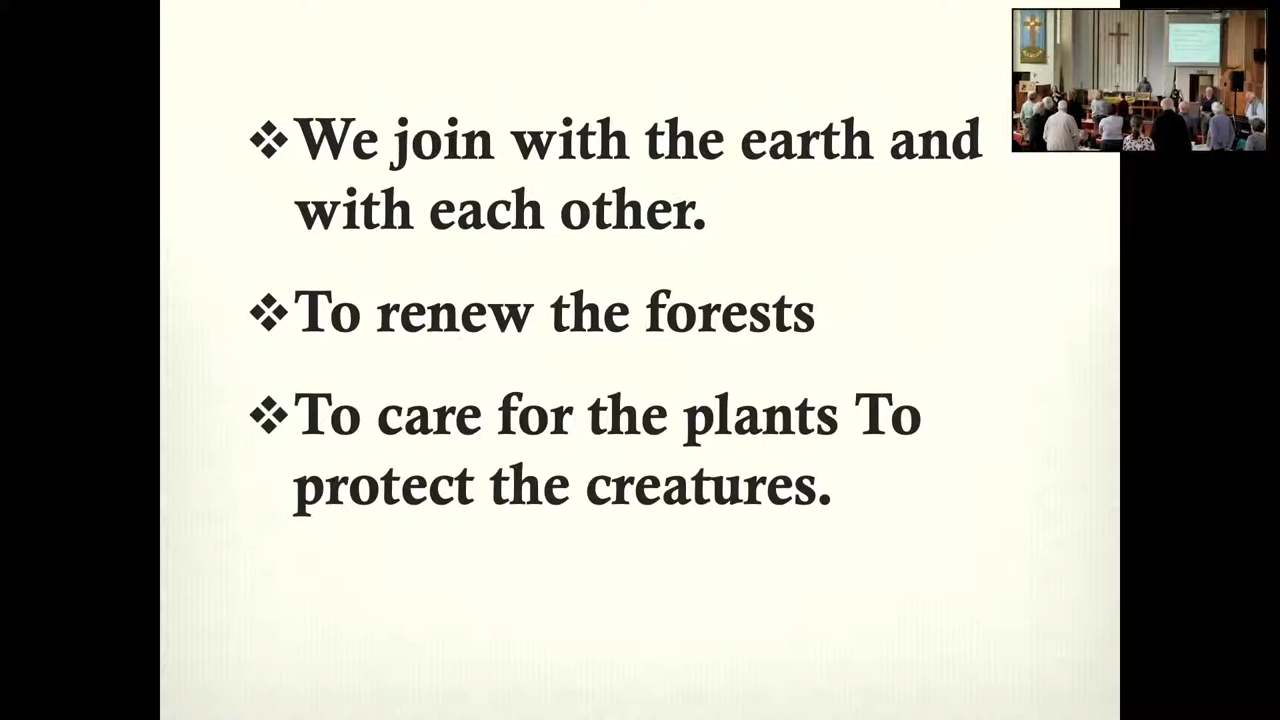 ❖We join with the earth and
with each other.
❖To renew the forests
❖To care for the plants To
protect the creatures.